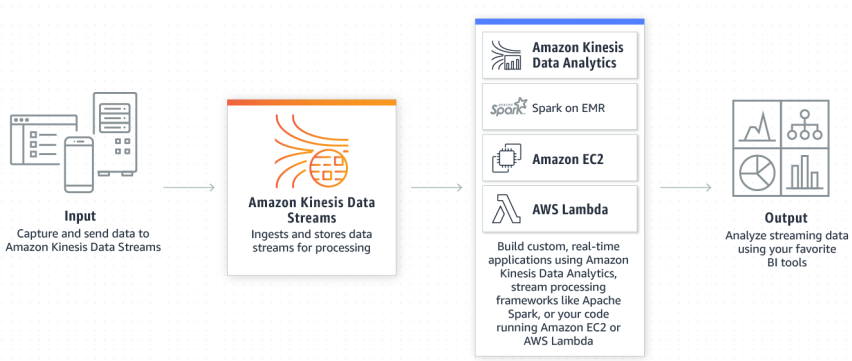 Input
Capture and send data to
Amazon Kinesis Data Streams
Amazon Kinesis Data
Streams
Ingests and stores data
streams for processing
Amazon Kinesis
Data Analytics
APACHE
Spark
Spark on EMR
Amazon EC2
AWS Lambda
Build custom, real-time
applications using Amazon
Kinesis Data Analytics,
stream processing
frameworks like Apache
Spark, or your code
running Amazon EC2 or
AWS Lambda
Output
Analyze streaming data
using your favorite
BI tools